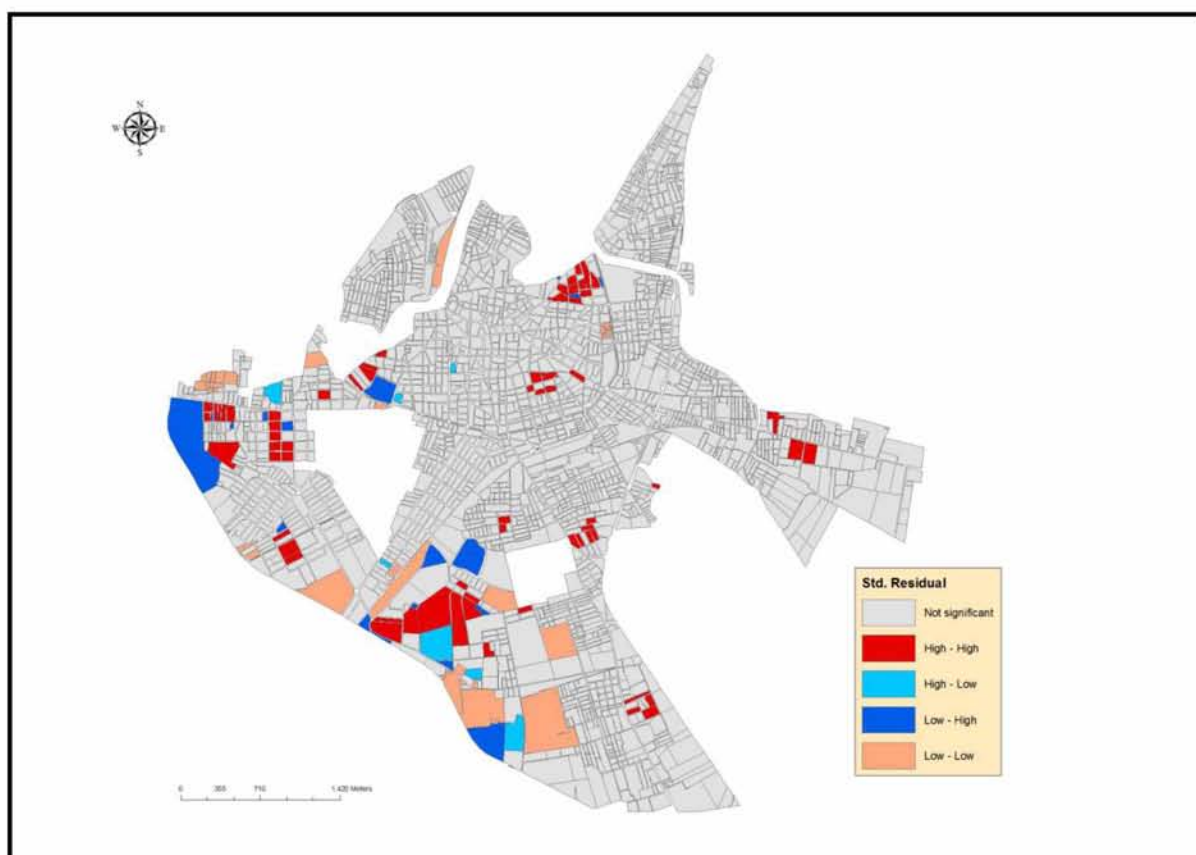 N
W E
S
Std. Residual
Not significant
High - High
High - Low
Low - High
Low - Low
0 355 710 1,420 Meters